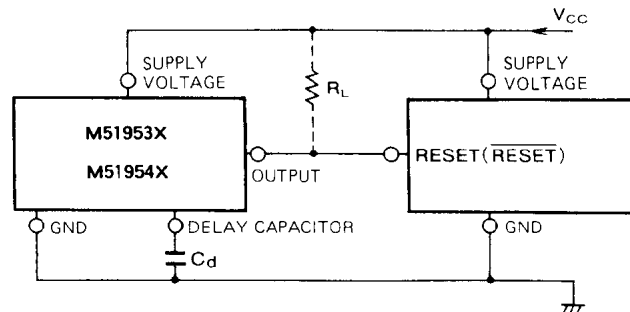 VCC
SUPPLY
VOLTAGE
RL
SUPPLY
VOLTAGE
M51953X
M51954X
OUTPUT
RESET(RESET)
GND
DELAY CAPACITOR
Cd
GND